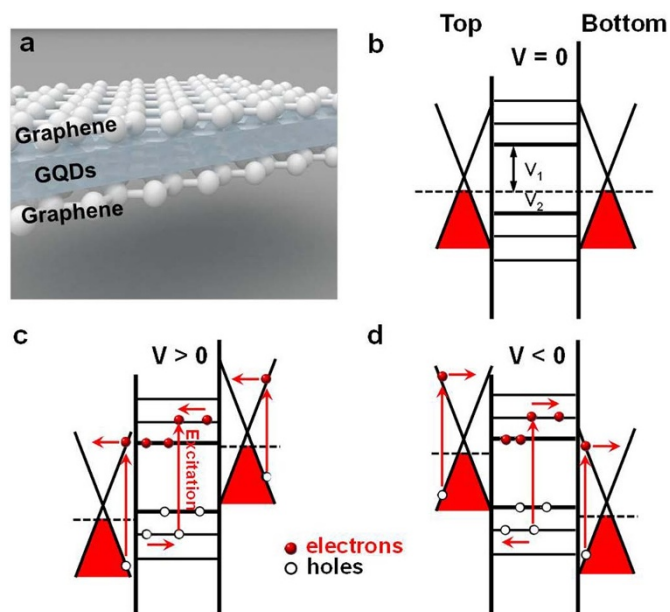 a
Graphene
GQDs
Graphene
b
Top
Bottom
V = 0
V1
V2
c
V > 0
Excitation
d
V < 0
electrons
holes